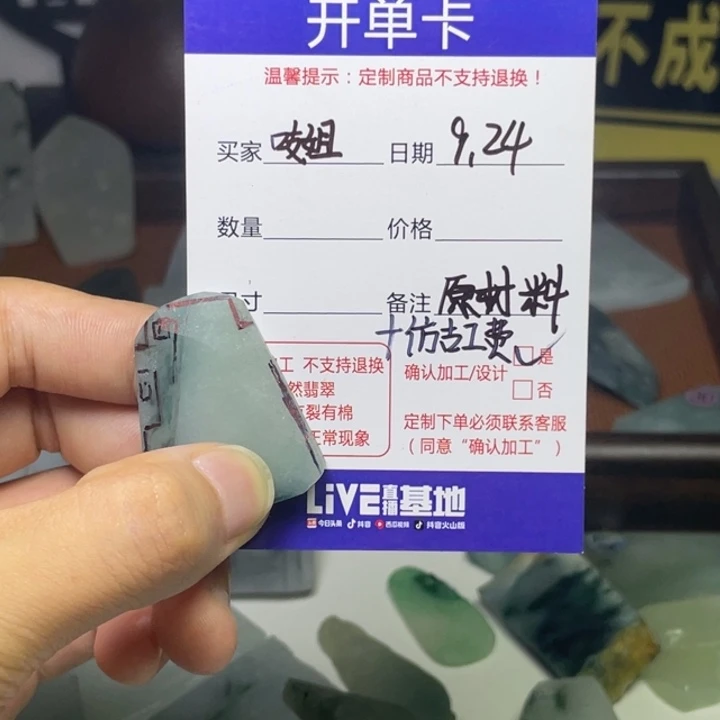 开单卡
不成
温馨提示：定制商品不支持退换！
买家 日期 9.24
数量 价格
寸 备注 原材料
+仿古工费
工 不支持退换
是
然翡翠
确认加工/设计
否
裂有棉
定制下单必须联系客服
正常现象
（同意“确认加工”）
LiVE直播基地
今日头条 抖音 西瓜视频 抖音火山版